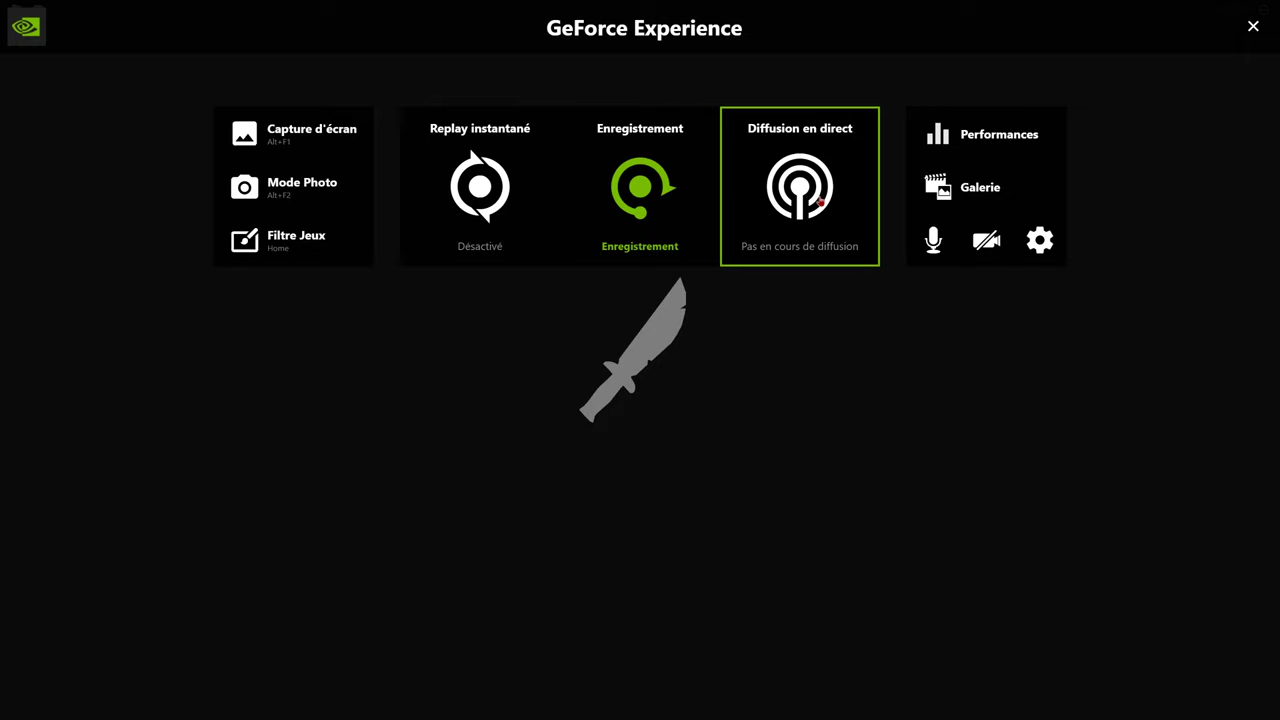 GeForce Experience
Capture d'écran
Alt+F1
Mode Photo
Alt+F2
Filtre Jeux
Home
Replay instantané
Désactivé
Enregistrement
Enregistrement
Diffusion en direct
Pas en cours de diffusion
Performances
Galerie